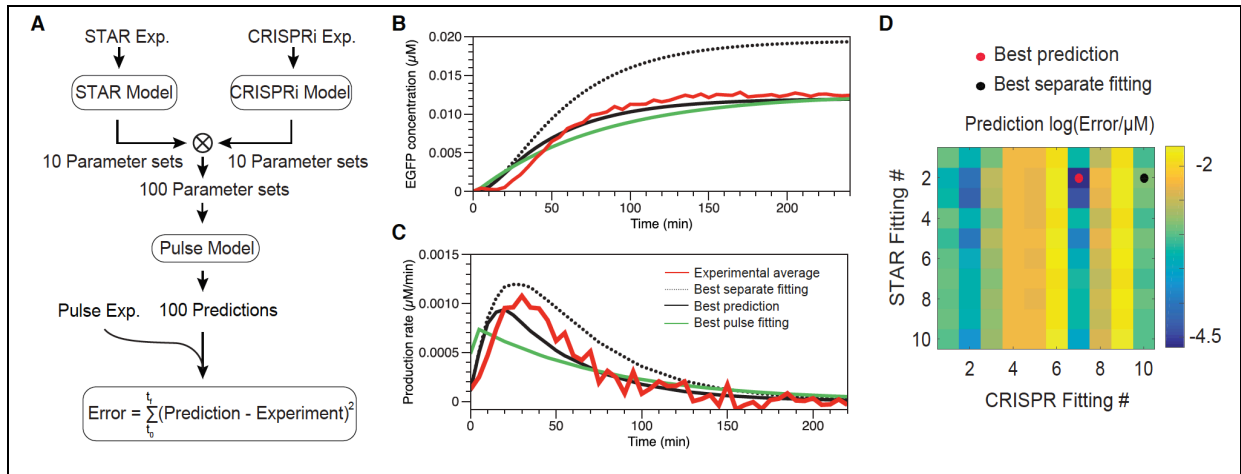 A
STAR Exp.
CRISPRi Exp.
STAR Model
CRISPRi Model
10 Parameter sets
10 Parameter sets
100 Parameter sets
Pulse Model
Pulse Exp.
100 Predictions
Error = t₀∑tf(Prediction - Experiment)²
B
EGFP concentration (µM)
0.020
0.015
0.010
0.005
0
0
50
100
150
200
Time (min)
C
Production rate (µM/min)
0.0015
0.0010
0.0005
0
Experimental average
Best separate fitting
Best prediction
Best pulse fitting
0
50
100
150
200
Time (min)
D
Best prediction
Best separate fitting
Prediction log(Error/µM)
STAR Fitting #
2
4
6
8
10
2
4
6
8
10
CRISPR Fitting #
-2
-4.5